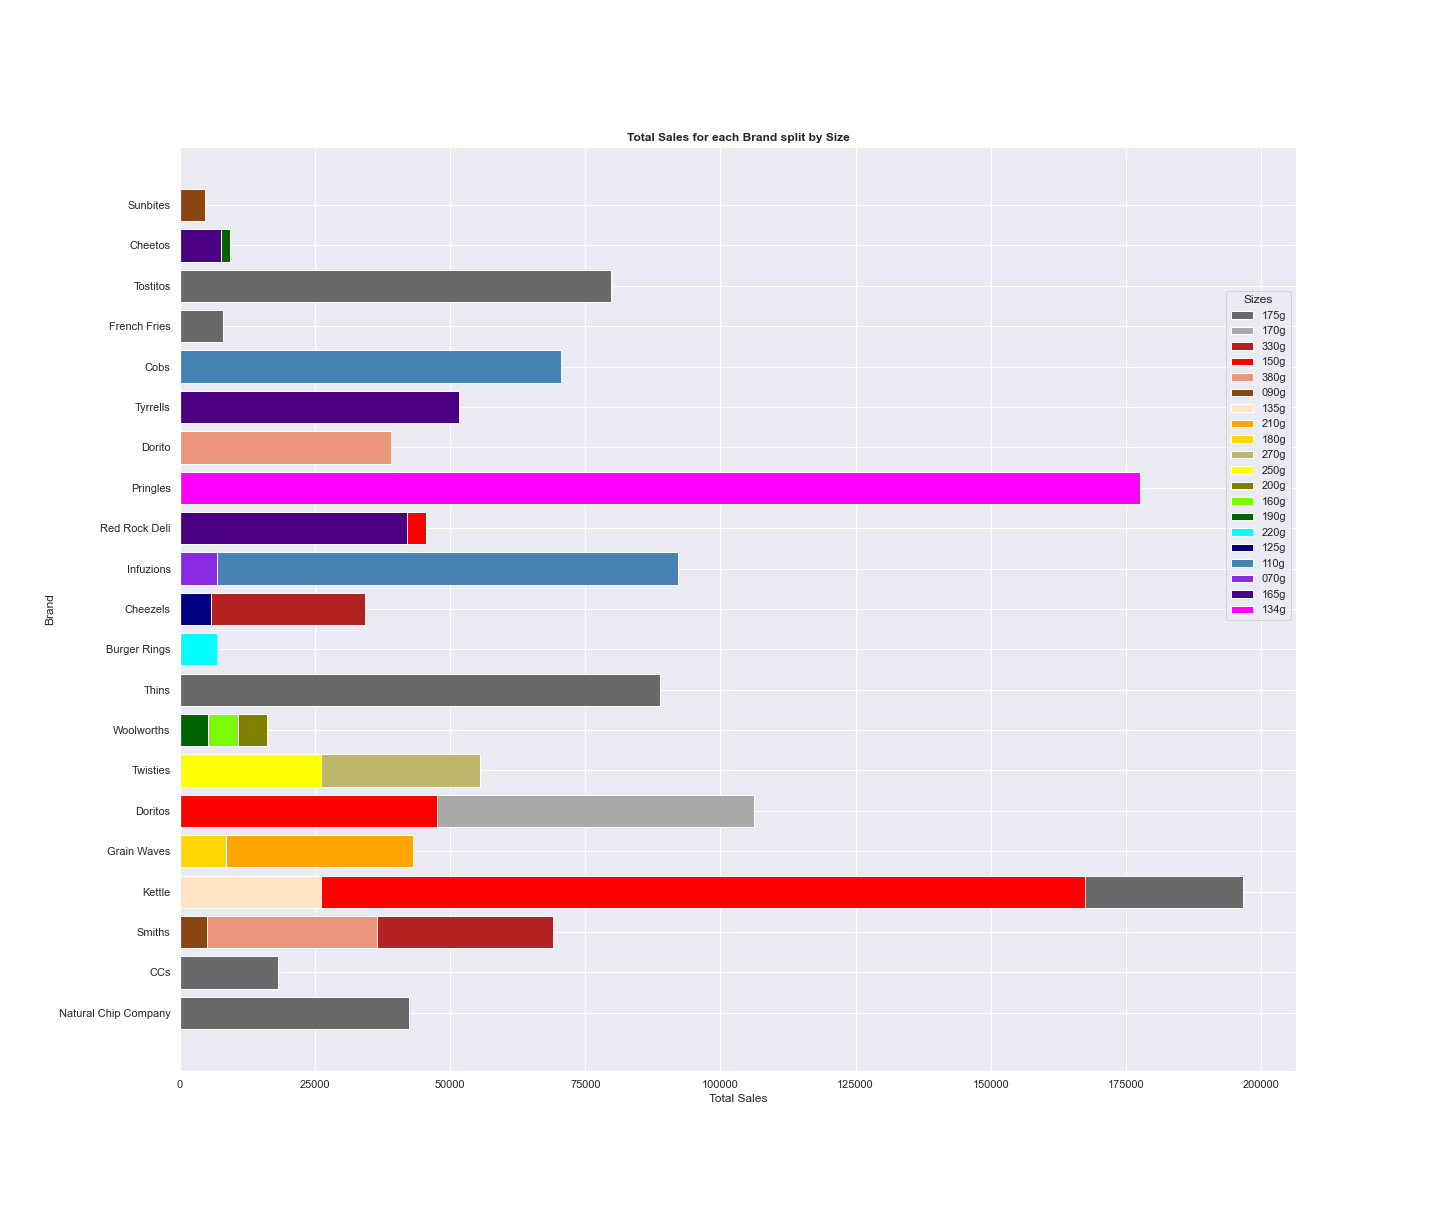 Total Sales for each Brand split by Size
Brand
Sunbites
Cheetos
Tostitos
French Fries
Cobs
Tyrrells
Dorito
Pringles
Red Rock Deli
Infuzions
Cheezels
Burger Rings
Thins
Woolworths
Twisties
Doritos
Grain Waves
Kettle
Smiths
CCs
Natural Chip Company
Sizes
175g
170g
330g
150g
380g
090g
135g
210g
180g
270g
250g
200g
160g
190g
220g
125g
110g
070g
165g
134g
0 25000 50000 75000 100000 125000 150000 175000 200000
Total Sales